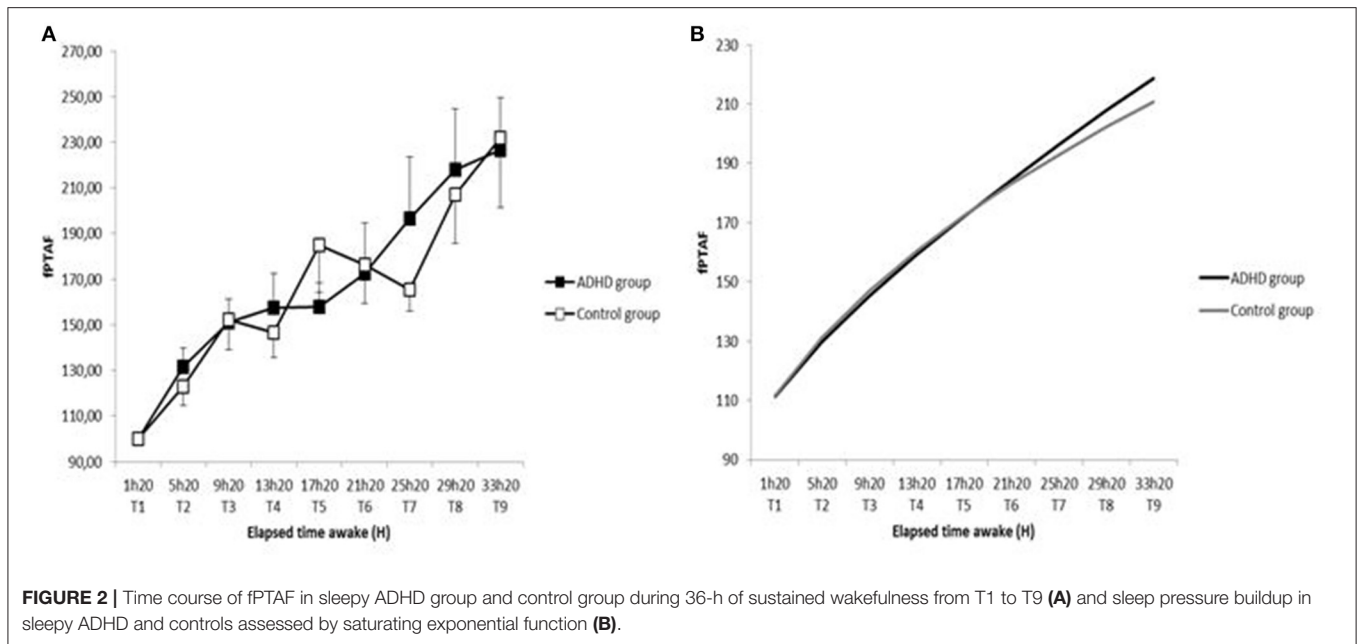 A
270,00
250,00
230,00
210,00
190,00
170,00
150,00
130,00
110,00
90,00
fPTAF
1h20 5h20 9h20 13h20 17h20 21h20 25h20 29h20 33h20
T1 T2 T3 T4 T5 T6 T7 T8 T9
Elapsed time awake (H)
ADHD group
Control group
B
230
210
190
170
150
130
110
90
fPTAF
1h20 5h20 9h20 13h20 17h20 21h20 25h20 29h20 33h20
T1 T2 T3 T4 T5 T6 T7 T8 T9
Elapsed time awake (H)
ADHD group
Control group
FIGURE 2 | Time course of fPTAF in sleepy ADHD group and control group during 36-h of sustained wakefulness from T1 to T9 (A) and sleep pressure buildup in
sleepy ADHD and controls assessed by saturating exponential function (B).